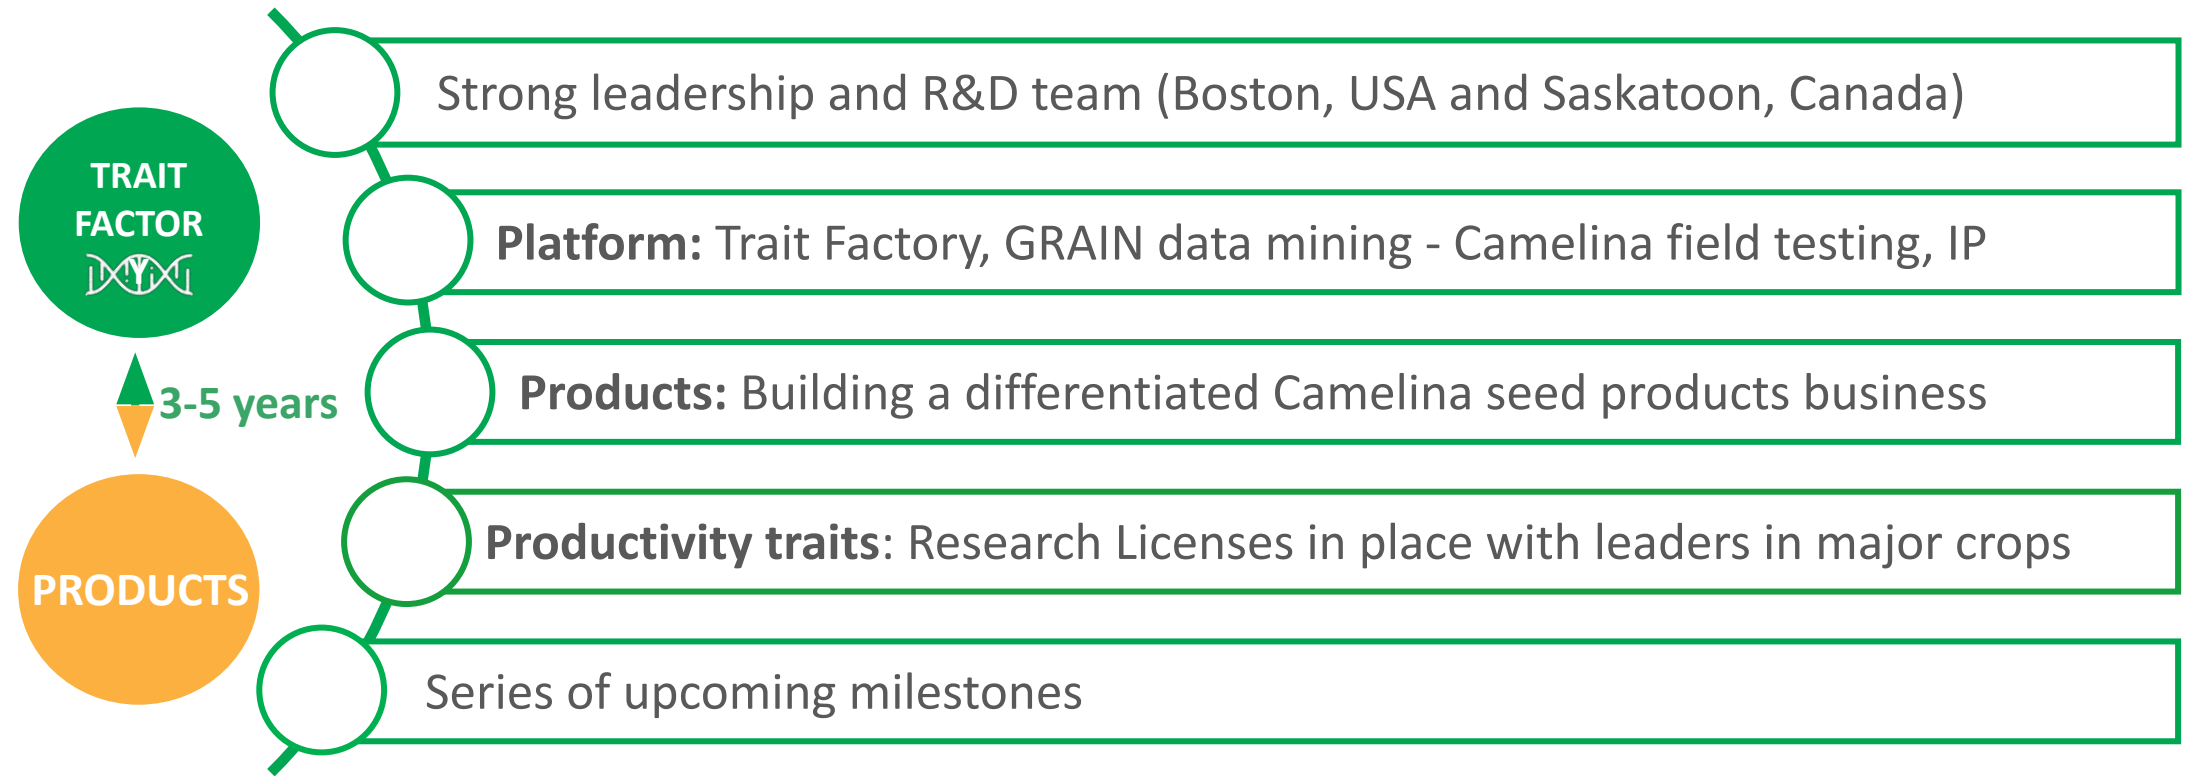 Strong leadership and R&D team (Boston, USA and Saskatoon, Canada)
TRAIT
FACTOR
Y
Platform: Trait Factory, GRAIN data mining - Camelina field testing, IP
3-5 years
Products: Building a differentiated Camelina seed products business
PRODUCTS
Productivity traits: Research Licenses in place with leaders in major crops
Series of upcoming milestones